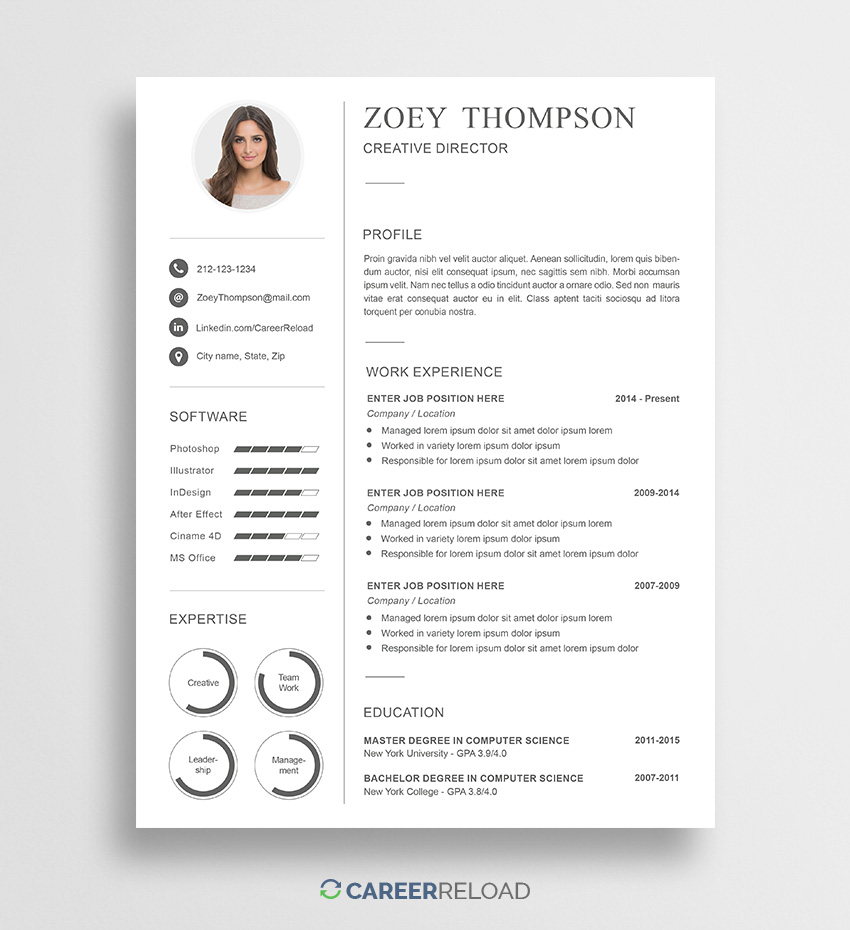 212-123-1234
ZoeyThompson@mail.com
Linkedin.com/CareerReload
City name, State, Zip
SOFTWARE
Photoshop
Illustrator
InDesign
After Effect
Ciname 4D
MS Office
EXPERTISE
Creative
Team
Work
Leader-
ship
Manage-
ment
ZOEY THOMPSON
CREATIVE DIRECTOR
PROFILE
Proin gravida nibh vel velit auctor aliquet. Aenean sollicitudin, lorem quis biben-
dum auctor, nisi elit consequat ipsum, nec sagittis sem nibh. Morbi accumsan
ipsum velit. Nam nec tellus a odio tincidunt auctor a ornare odio. Sed non mauris
vitae erat consequat auctor eu in elit. Class aptent taciti sociosqu ad litora
torquent per conubia nostra.
WORK EXPERIENCE
ENTER JOB POSITION HERE 2014 - Present
Company / Location
• Managed lorem ipsum dolor sit amet dolor ipsum lorem
• Worked in variety lorem ipsum dolor ipsum
• Responsible for lorem ipsum dolor sit amet lorem ipsum dolor
ENTER JOB POSITION HERE 2009-2014
Company / Location
• Managed lorem ipsum dolor sit amet dolor ipsum lorem
• Worked in variety lorem ipsum dolor ipsum
• Responsible for lorem ipsum dolor sit amet lorem ipsum dolor
ENTER JOB POSITION HERE 2007-2009
Company / Location
• Managed lorem ipsum dolor sit amet dolor ipsum lorem
• Worked in variety lorem ipsum dolor ipsum
• Responsible for lorem ipsum dolor sit amet lorem ipsum dolor
EDUCATION
MASTER DEGREE IN COMPUTER SCIENCE 2011-2015
New York University - GPA 3.9/4.0
BACHELOR DEGREE IN COMPUTER SCIENCE 2007-2011
New York College - GPA 3.8/4.0
CAREERRELOAD